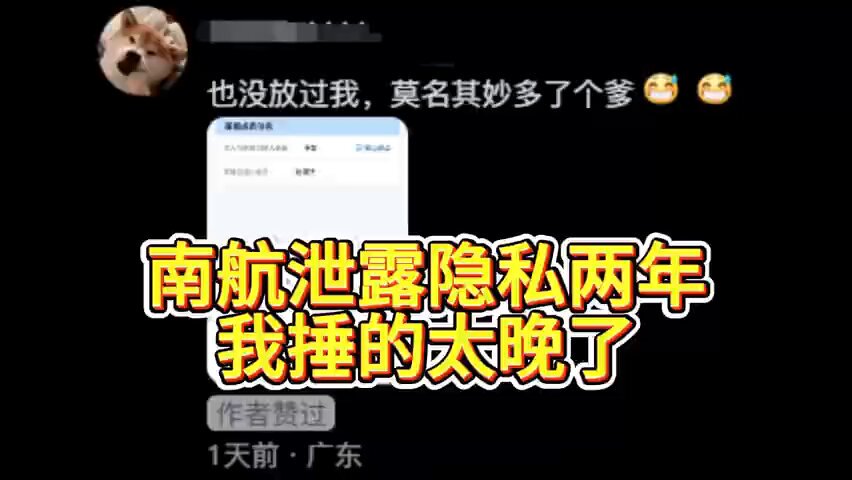 也没放过我，莫名其妙多了个爹😅 😅
南航泄露隐私两年
我捶的太晚了
作者赞过
1天前 · 广东